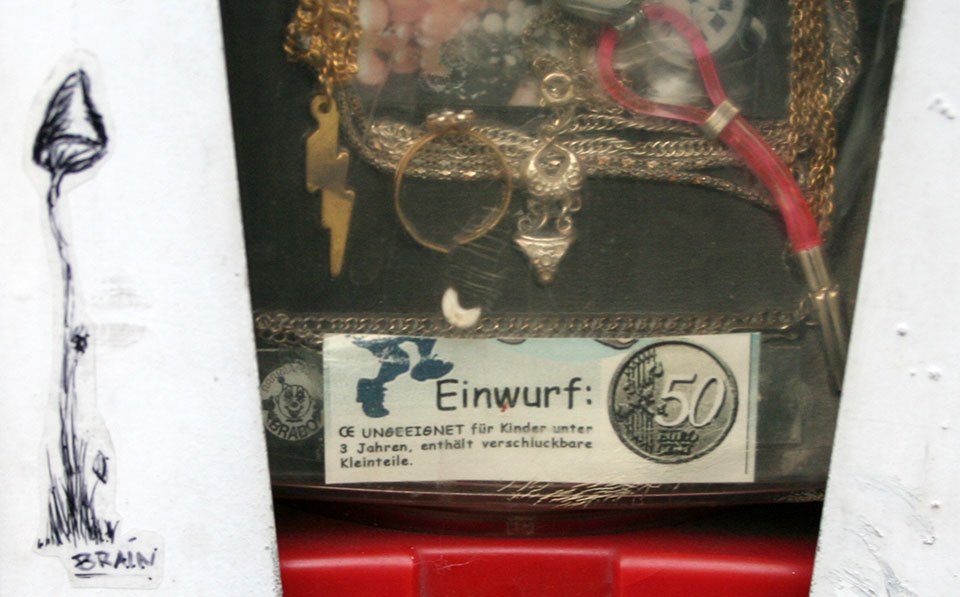 Einwurf:
50
EURO
CE UNGEEIGNET für Kinder unter
3 Jahren, enthält verschluckbare
Kleinteile.
BRABO
BRAIN